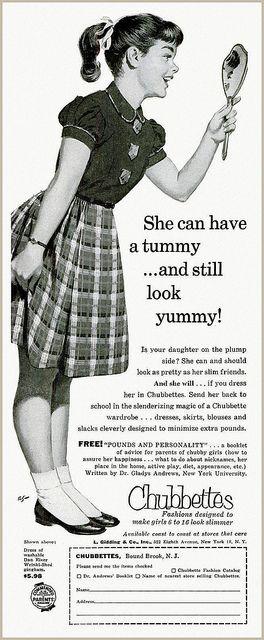 She can have
a tummy
...and still
look
yummy!
Is your daughter on the plump
side? She can and should
look as pretty as her slim friends.
And she will ... if you dress
her in Chubbettes. Send her back to
school in the slenderizing magic of a Chubbette
wardrobe ... dresses, skirts, blouses and
slacks cleverly designed to minimize extra pounds.
FREE! "POUNDS AND PERSONALITY" ... a booklet
of advice for parents of chubby girls (how to
assure her happiness ... what to do about nicknames, her
place in the home, active play, diet, appearance, etc.)
Written by Dr. Gladys Andrews, New York University.
Chubbettes
Fashions designed to
make girls 6 to 16 look slimmer
Available coast to coast at stores that care
L. Gidding & Co., Inc., 520 Eighth Avenue, New York 18, N. Y.
Shown above:
Dress of
washable
Dan River
Wrinkl-Shed
gingham.
$5.98
PARENTS'
CHUBBETTES, Bound Brook, N. J.
Please send me the items checked
☐ Chubbette Fashion Catalog
☐ Dr. Andrews' Booklet ☐ Name of nearest store selling Chubbettes.
Name
Address